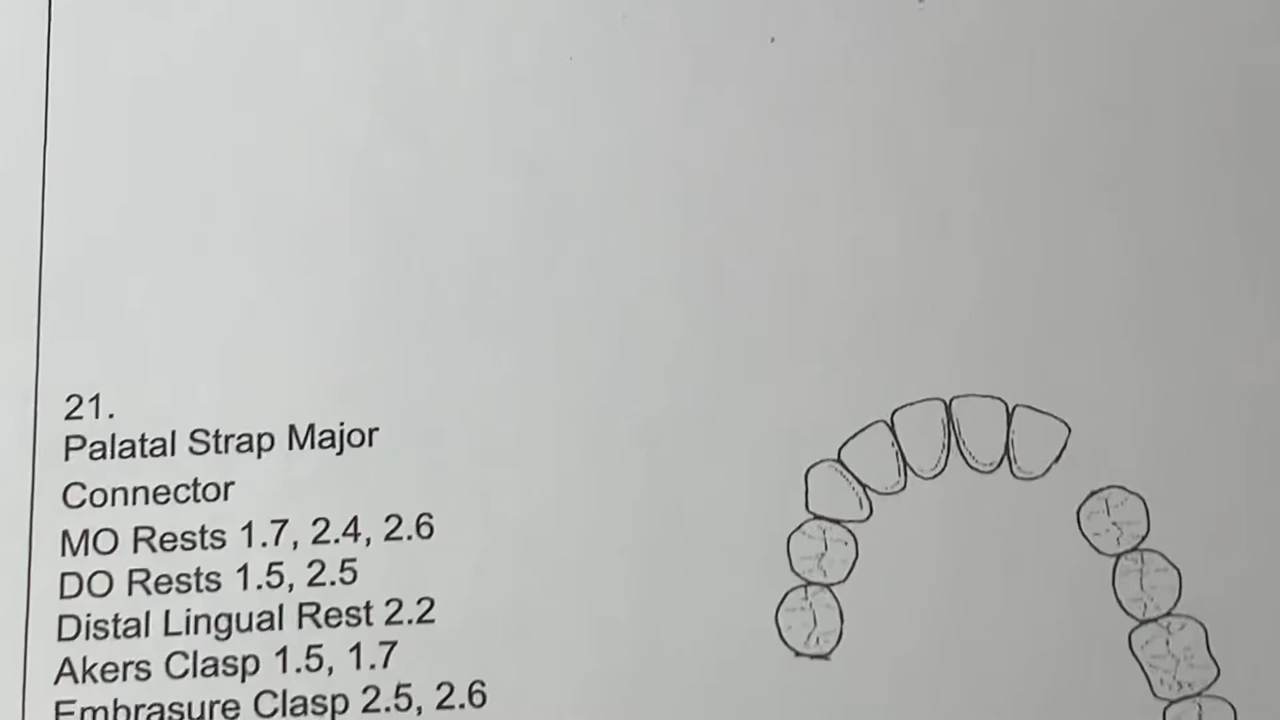 21.
Palatal Strap Major
Connector
MO Rests 1.7, 2.4, 2.6
DO Rests 1.5, 2.5
Distal Lingual Rest 2.2
Akers Clasp 1.5, 1.7
Embrasure Clasp 2.5, 2.6